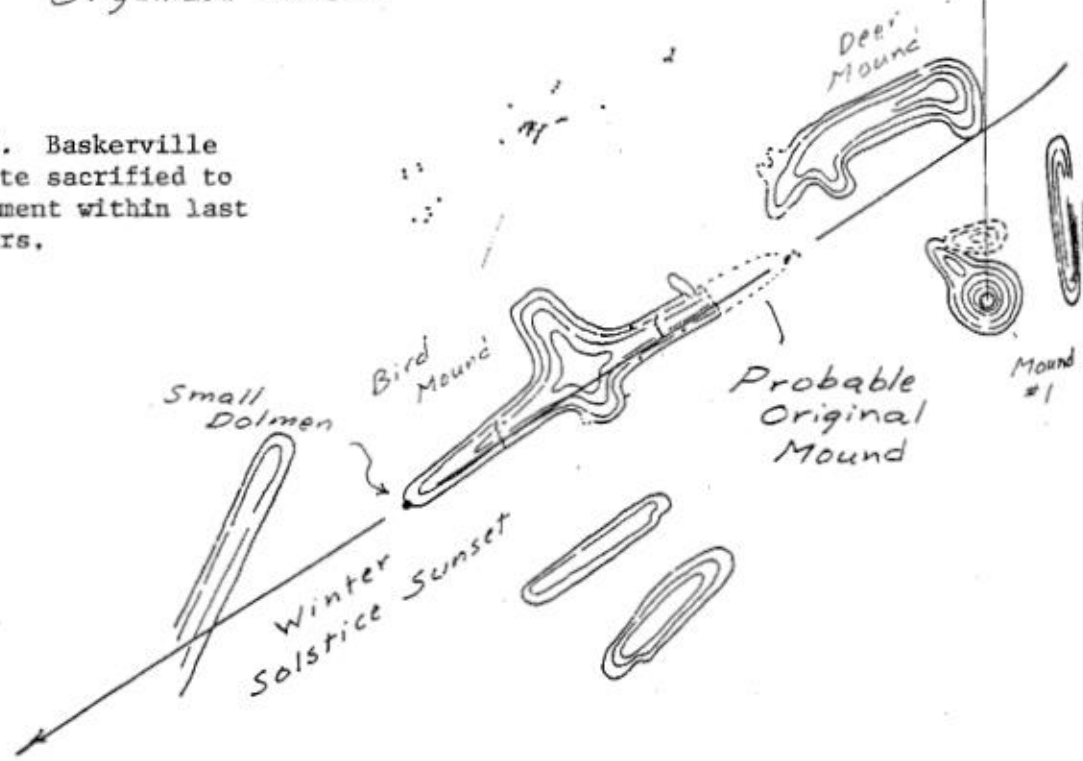 Deer
Mound
. Baskerville
te sacrified to
ment within last
rs.
Bird
Mound
Small
Dolmen
Probable
Original
Mound
Mound
#1
Winter
Solstice Sunset